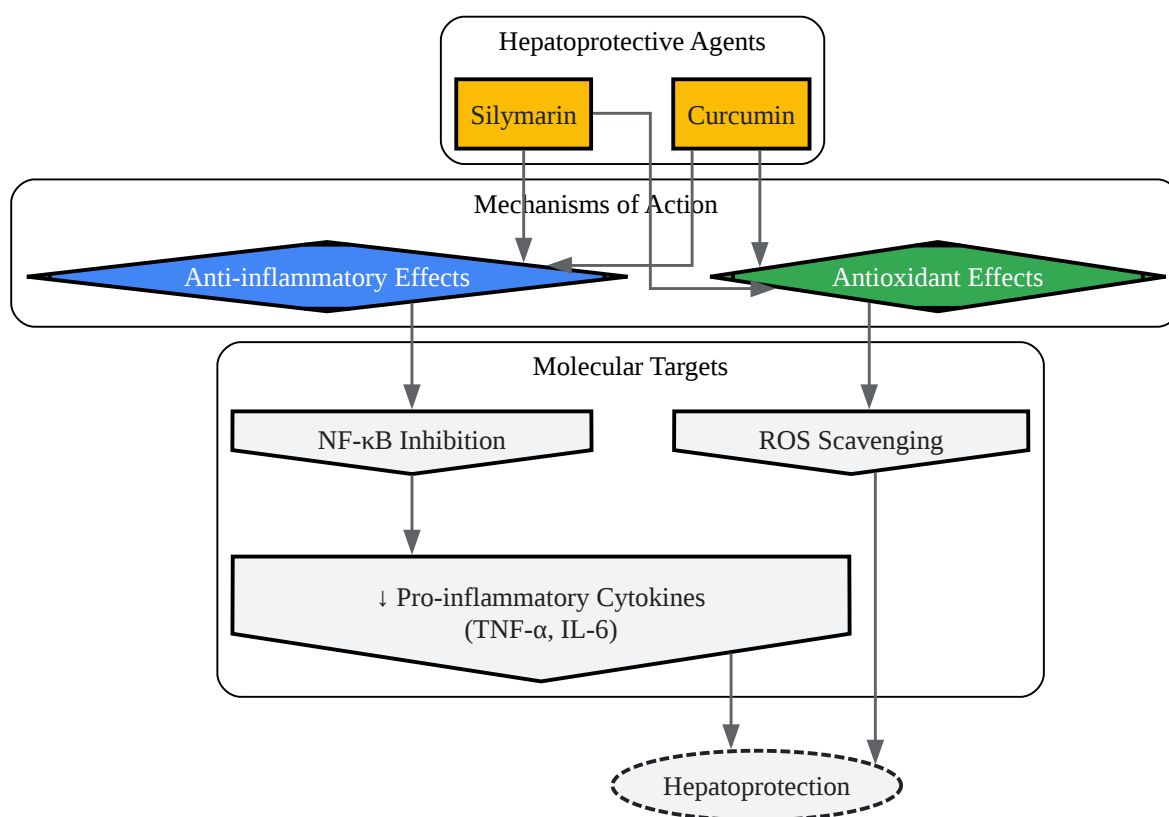 Hepatoprotective Agents
Silymarin
Curcumin
Mechanisms of Action
Anti-inflammatory Effects
Antioxidant Effects
Molecular Targets
NF-κB Inhibition
ROS Scavenging
↓ Pro-inflammatory Cytokines
(TNF-α, IL-6)
Hepatoprotection